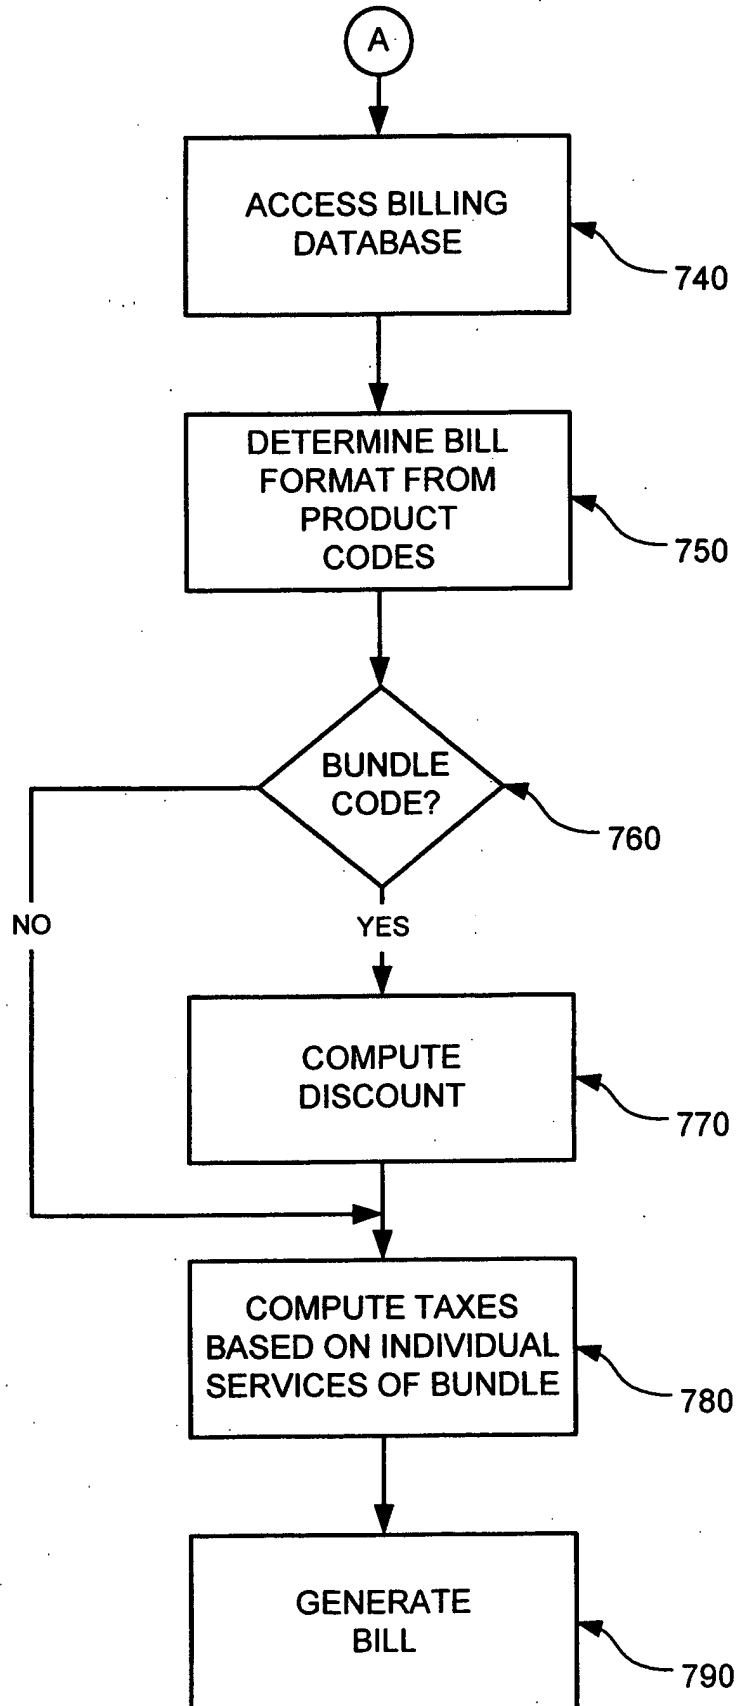 A
ACCESS BILLING
DATABASE
740
DETERMINE BILL
FORMAT FROM
PRODUCT
CODES
750
BUNDLE
CODE?
760
NO
YES
COMPUTE
DISCOUNT
770
COMPUTE TAXES
BASED ON INDIVIDUAL
SERVICES OF BUNDLE
780
GENERATE
BILL
790